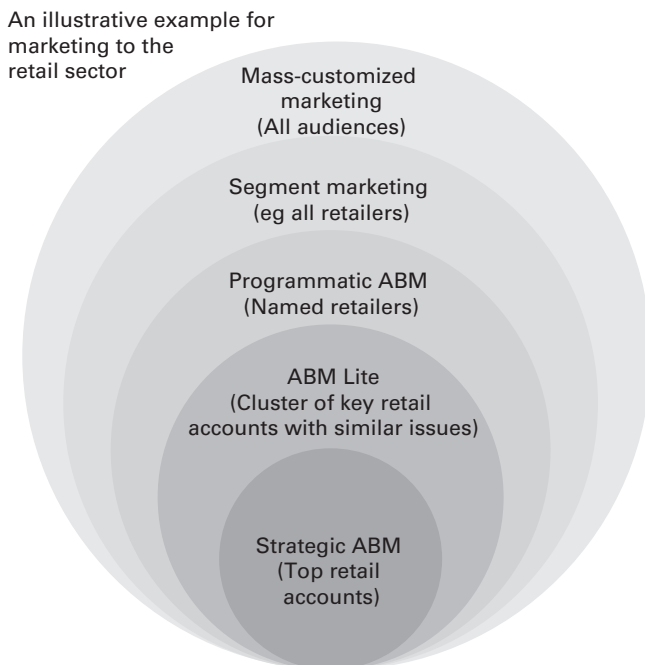 An illustrative example for
marketing to the
retail sector
Mass-customized
marketing
(All audiences)
Segment marketing
(eg all retailers)
Programmatic ABM
(Named retailers)
ABM Lite
(Cluster of key retail
accounts with similar issues)
Strategic ABM
(Top retail
accounts)